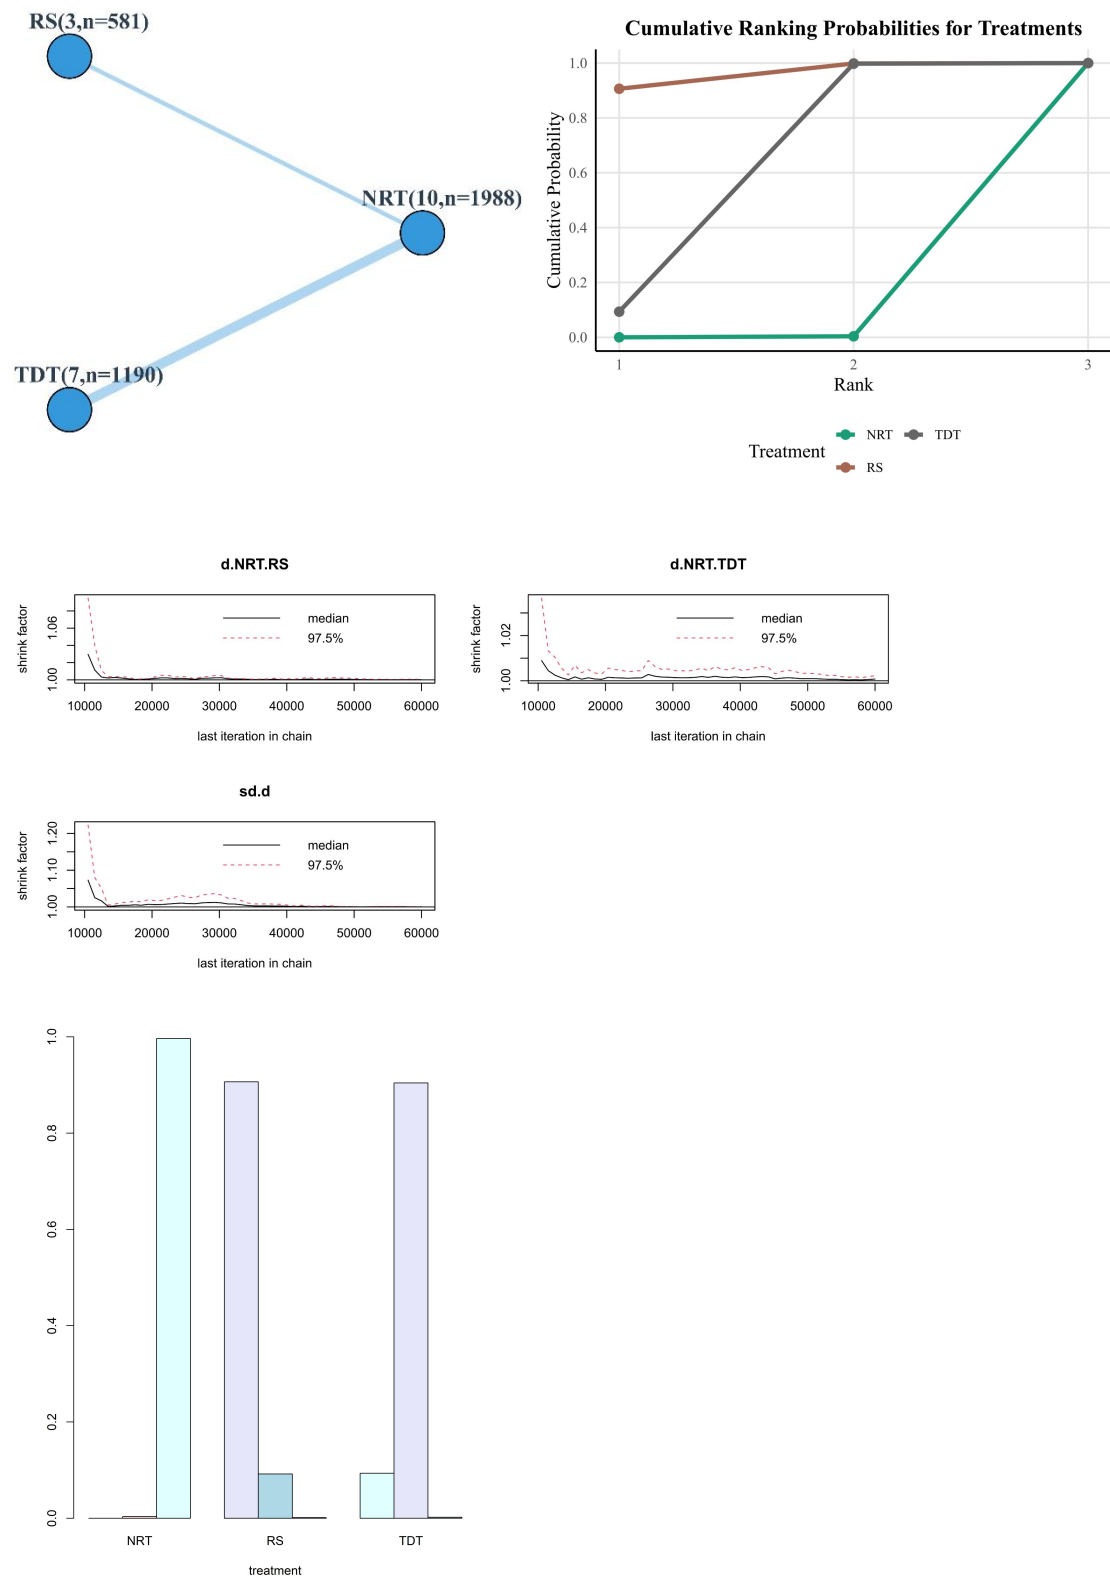 RS(3,n=581)
NRT(10,n=1988)
TDT(7,n=1190)
Cumulative Ranking Probabilities for Treatments
Cumulative Probability
1.0
0.8
0.6
0.4
0.2
0.0
1 2 3
Rank
Treatment
NRT TDT
RS
d.NRT.RS
shrink factor
1.00 1.06
median
97.5%
10000 20000 30000 40000 50000 60000
last iteration in chain
d.NRT.TDT
shrink factor
1.00 1.02
median
97.5%
10000 20000 30000 40000 50000 60000
last iteration in chain
sd.d
shrink factor
1.00 1.10 1.20
median
97.5%
10000 20000 30000 40000 50000 60000
last iteration in chain
0.0 0.2 0.4 0.6 0.8 1.0
NRT RS TDT
treatment